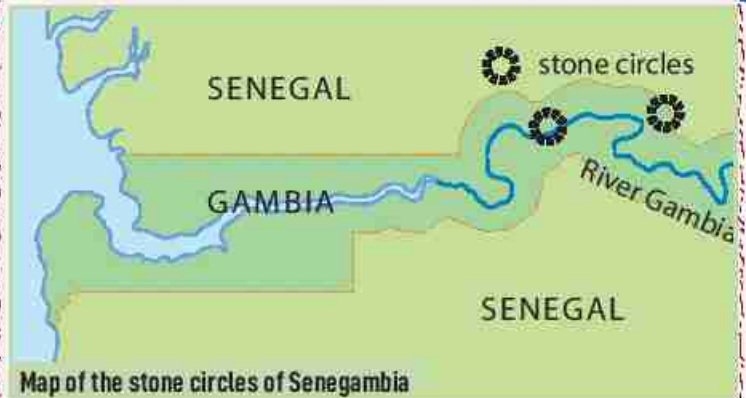 SENEGAL
stone circles
GAMBIA
River Gambia
SENEGAL
Map of the stone circles of Senegambia